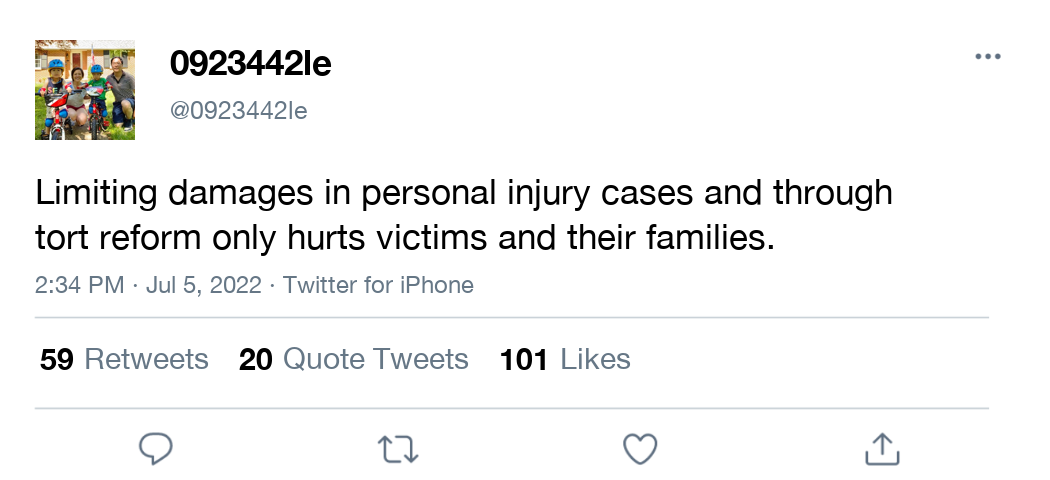 0923442le
@0923442le
Limiting damages in personal injury cases and through
tort reform only hurts victims and their families.
2:34 PM · Jul 5, 2022 · Twitter for iPhone
59 Retweets 20 Quote Tweets 101 Likes